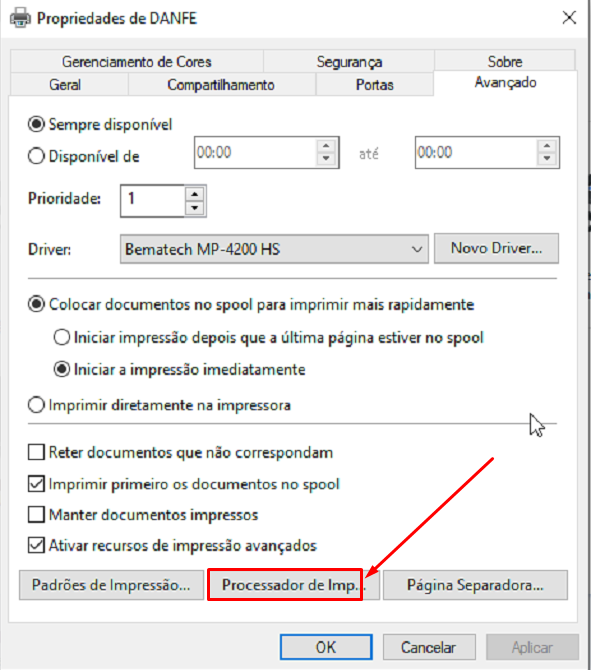 Propriedades de DANFE
Gerenciamento de Cores Segurança Sobre
Geral Compartilhamento Portas Avançado
Sempre disponível
Disponível de 00:00 até 00:00
Prioridade: 1
Driver: Bematech MP-4200 HS Novo Driver...
Colocar documentos no spool para imprimir mais rapidamente
Iniciar impressão depois que a última página estiver no spool
Iniciar a impressão imediatamente
Imprimir diretamente na impressora
Reter documentos que não correspondam
Imprimir primeiro os documentos no spool
Manter documentos impressos
Ativar recursos de impressão avançados
Padrões de Impressão... Processador de Imp... Página Separadora...
OK Cancelar Aplicar